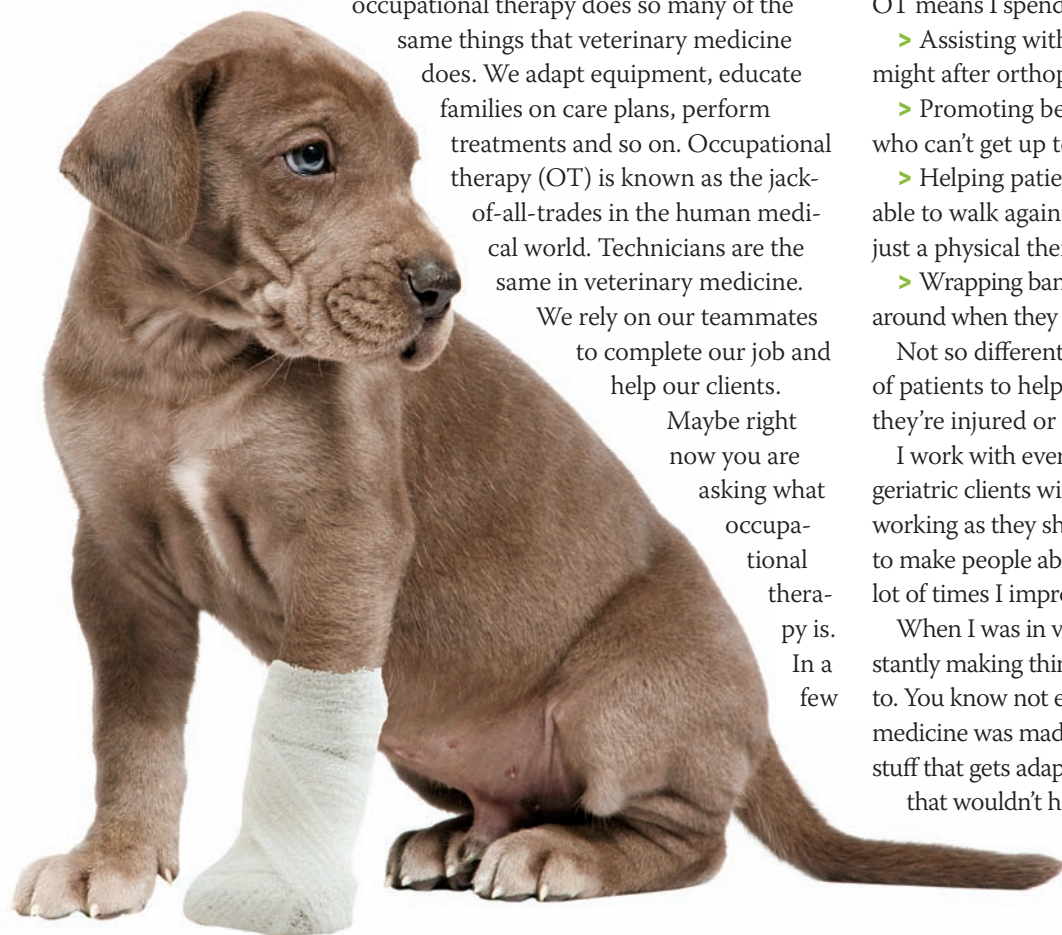 occupational therapy does so many of the
same things that veterinary medicine
does. We adapt equipment, educate
families on care plans, perform
treatments and so on. Occupational
therapy (OT) is known as the jack-
of-all-trades in the human medi-
cal world. Technicians are the
same in veterinary medicine.
We rely on our teammates
to complete our job and
help our clients.
Maybe right
now you are
asking what
occupa-
tional
thera-
py is.
In a
few
OT means I spend
> Assisting with
might after orthop
> Promoting be
who can't get up to
> Helping patie
able to walk again
just a physical the
> Wrapping ban
around when they
Not so different
of patients to help
they're injured or
I work with ever
geriatric clients wi
working as they sh
to make people ab
lot of times I impro
When I was in v
stantly making thin
to. You know not e
medicine was mad
stuff that gets adap
that wouldn't h